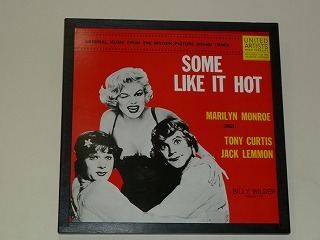 ORIGINAL MUSIC FROM THE MOTION PICTURE SOUND TRACK
UNITED
ARTISTS
SOME
LIKE IT HOT
MARILYN MONROE
TONY CURTIS
JACK LEMMON
BILLY WILDER